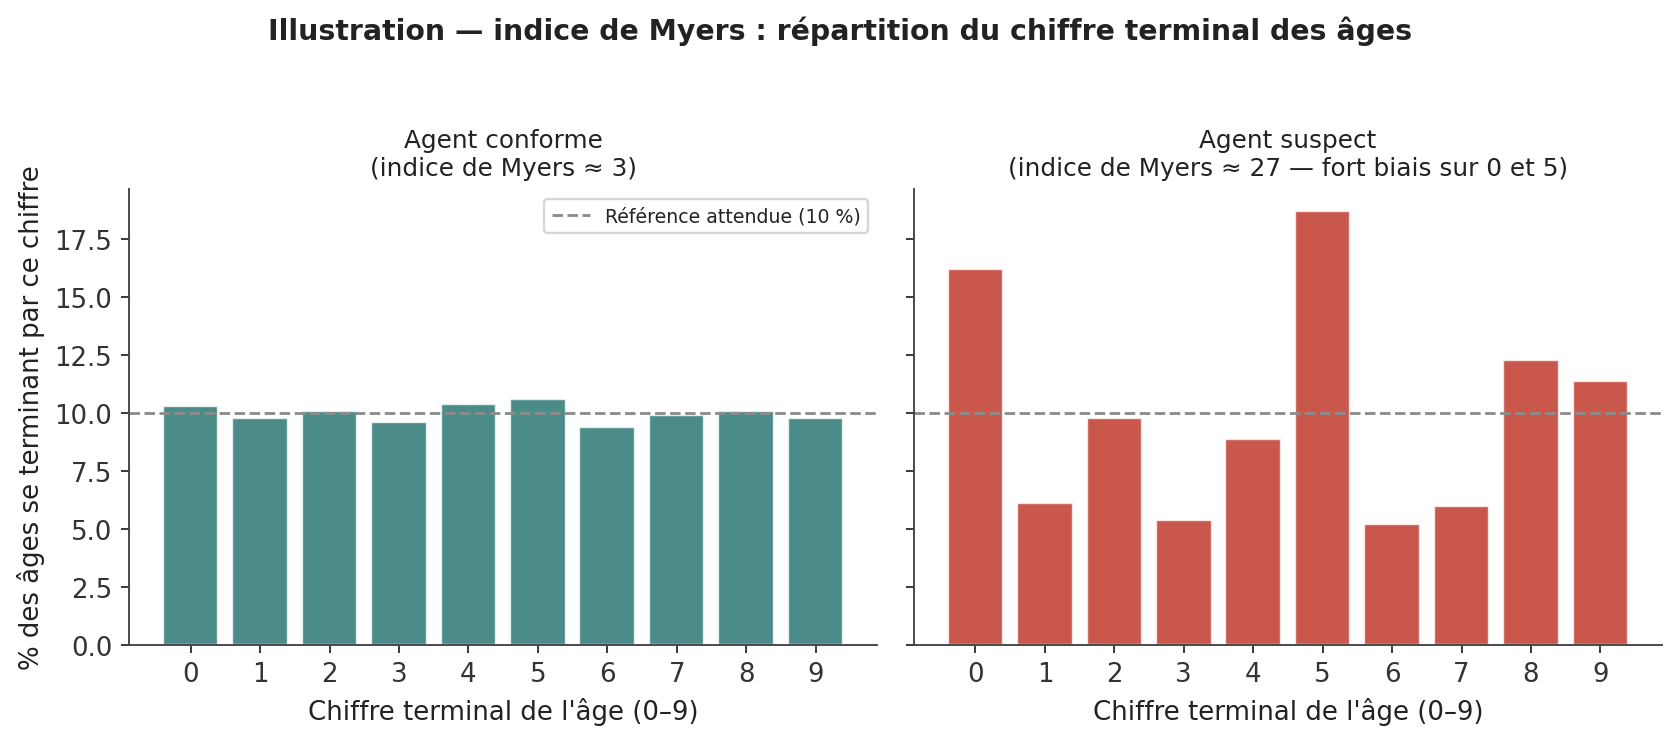 Illustration — indice de Myers : répartition du chiffre terminal des âges
Agent conforme
(indice de Myers ≈ 3)
Agent suspect
(indice de Myers ≈ 27 — fort biais sur 0 et 5)
% des âges se terminant par ce chiffre
Référence attendue (10 %)
17.5
15.0
12.5
10.0
7.5
5.0
2.5
0.0
0 1 2 3 4 5 6 7 8 9
Chiffre terminal de l'âge (0–9)
0 1 2 3 4 5 6 7 8 9
Chiffre terminal de l'âge (0–9)